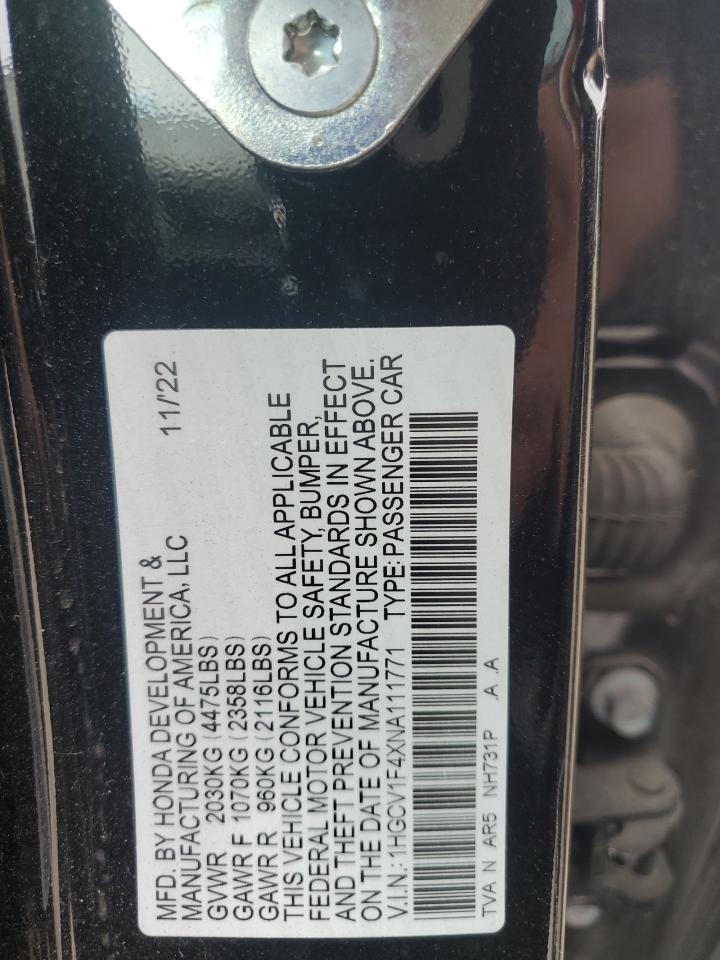 MFD. BY HONDA DEVELOPMENT &
MANUFACTURING OF AMERICA, LLC 11/'22
GVWR 2030KG (4475LBS)
GAWR F 1070KG (2358LBS)
GAWR R 960KG (2116LBS)
THIS VEHICLE CONFORMS TO ALL APPLICABLE
FEDERAL MOTOR VEHICLE SAFETY, BUMPER,
AND THEFT PREVENTION STANDARDS IN EFFECT
ON THE DATE OF MANUFACTURE SHOWN ABOVE.
V.I.N.: 1HGCV1F4XNA111771 TYPE: PASSENGER CAR
TVA N AR5 NH731P .A .A